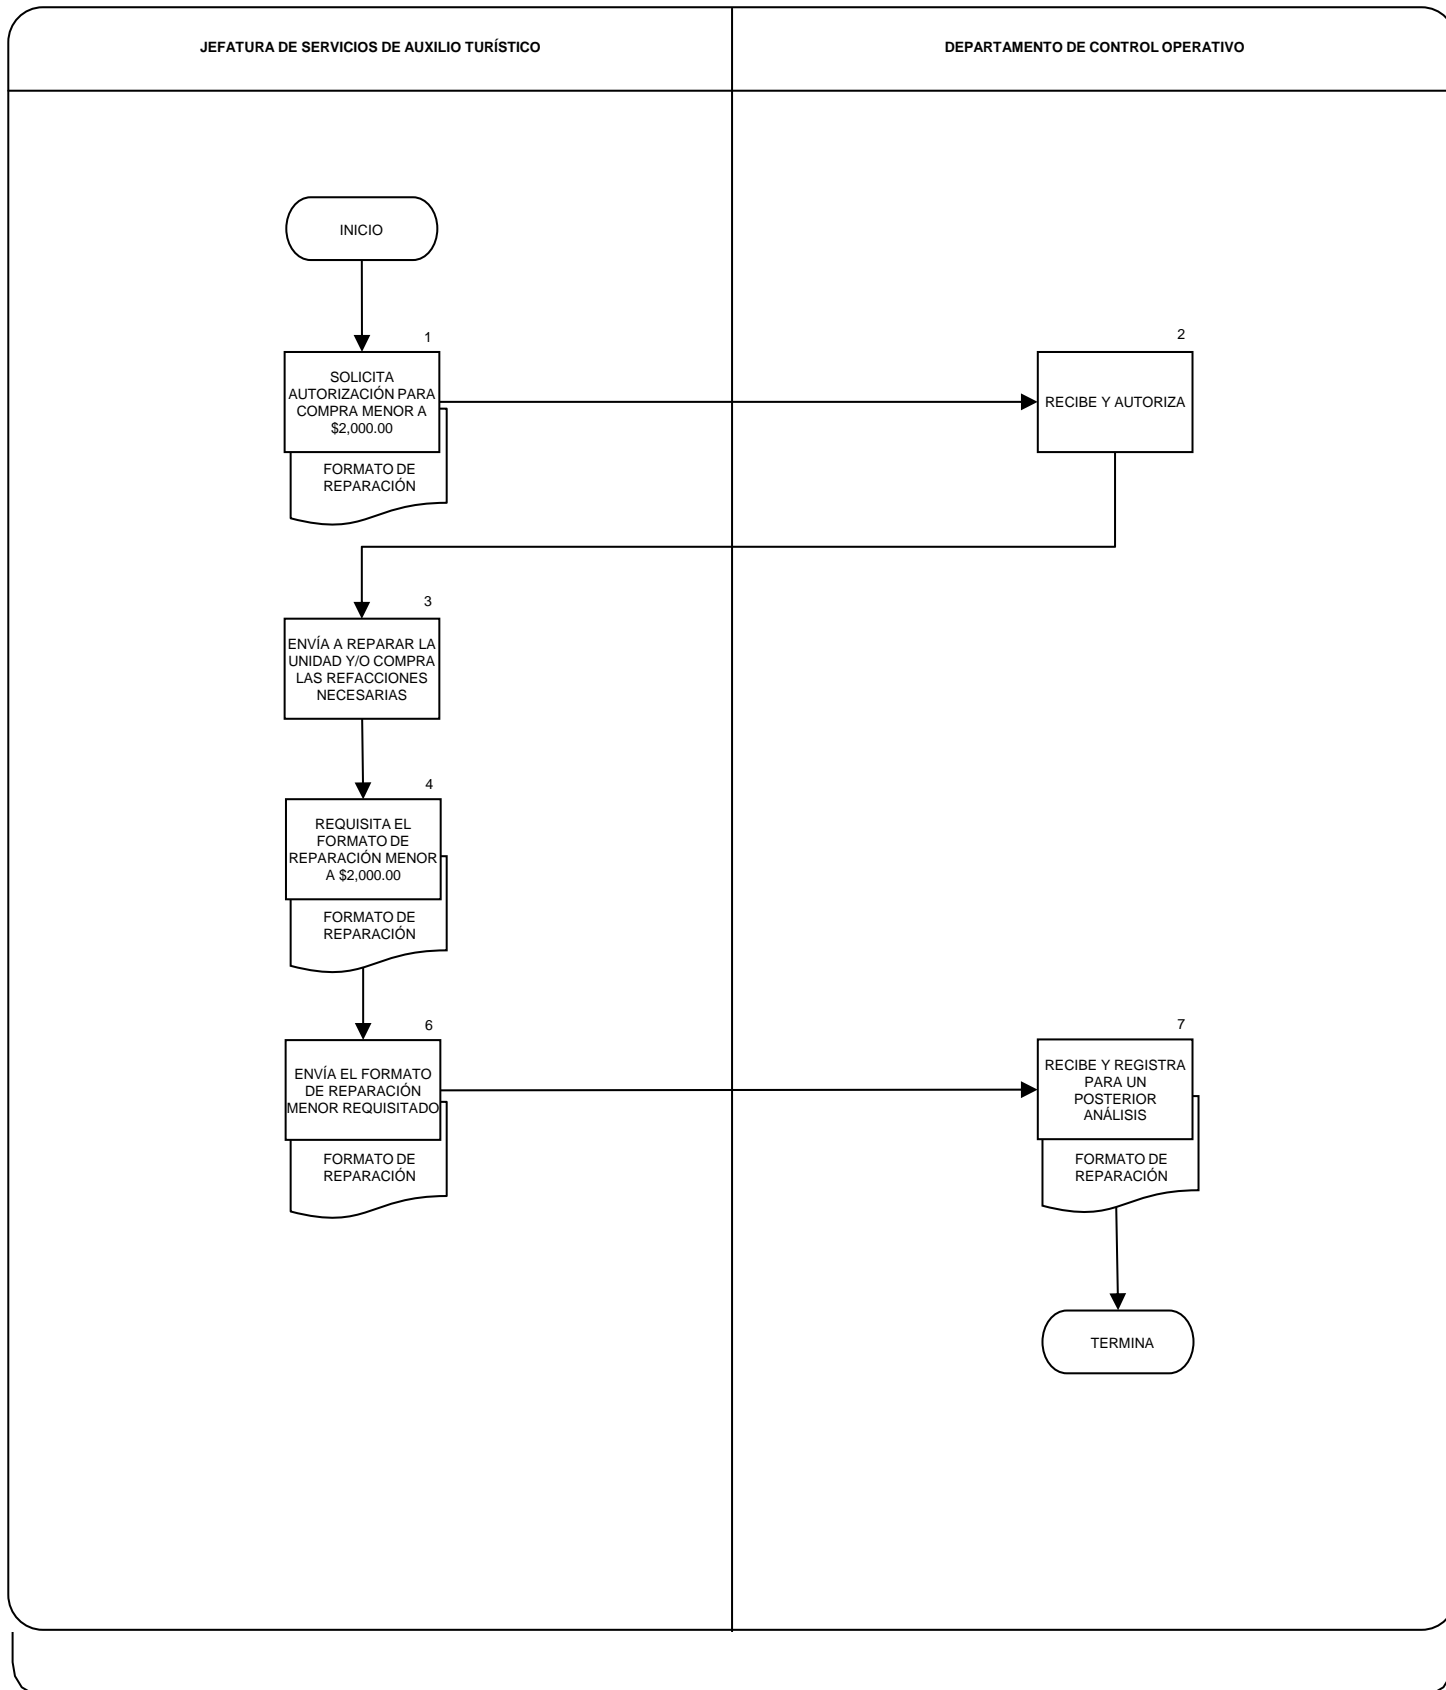 JEFATURA DE SERVICIOS DE AUXILIO TURÍSTICO
DEPARTAMENTO DE CONTROL OPERATIVO
INICIO
1
SOLICITA
AUTORIZACIÓN PARA
COMPRA MENOR A
$2,000.00
FORMATO DE
REPARACIÓN
2
RECIBE Y AUTORIZA
3
ENVÍA A REPARAR LA
UNIDAD Y/O COMPRA
LAS REFACCIONES
NECESARIAS
4
REQUISITA EL
FORMATO DE
REPARACIÓN MENOR
A $2,000.00
FORMATO DE
REPARACIÓN
6
ENVÍA EL FORMATO
DE REPARACIÓN
MENOR REQUISITADO
FORMATO DE
REPARACIÓN
7
RECIBE Y REGISTRA
PARA UN
POSTERIOR
ANÁLISIS
FORMATO DE
REPARACIÓN
TERMINA